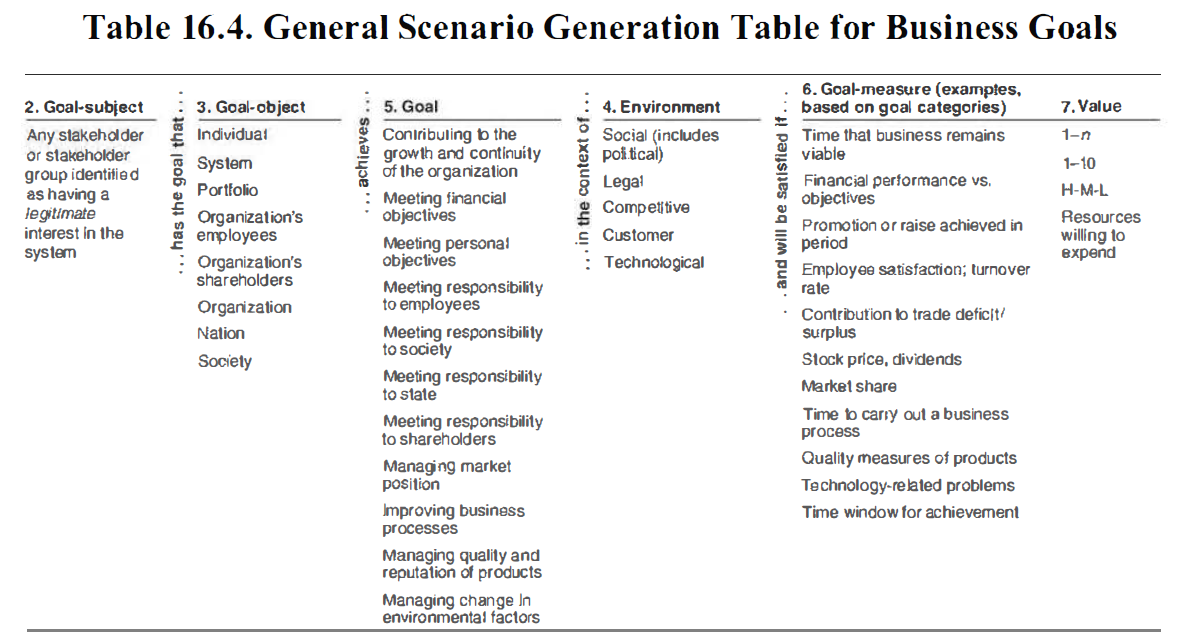 Table 16.4. General Scenario Generation Table for Business Goals
2. Goal-subject
Any stakeholder
or stakeholder
group identified
as having a
legitimate
interest in the
system
...has the goal that...
3. Goal-object
Individual
System
Portfolio
Organization's
employees
Organization's
shareholders
Organization
Nation
Society
...achieves...
5. Goal
Contributing to the
growth and continuity
of the organization
Meeting financial
objectives
Meeting personal
objectives
Meeting responsibility
to employees
Meeting responsibility
to society
Meeting responsibility
to state
Meeting responsibility
to shareholders
Managing market
position
Improving business
processes
Managing quality and
reputation of products
Managing change in
environmental factors
...in the context of...
4. Environment
Social (includes
political)
Legal
Competitive
Customer
Technological
...and will be satisfied if...
6. Goal-measure (examples,
based on goal categories)
Time that business remains
viable
Financial performance vs.
objectives
Promotion or raise achieved in
period
Employee satisfaction; turnover
rate
Contribution to trade deficit/
surplus
Stock price, dividends
Market share
Time to carry out a business
process
Quality measures of products
Technology-related problems
Time window for achievement
7. Value
1–n
1–10
H-M-L
Resources
willing to
expend